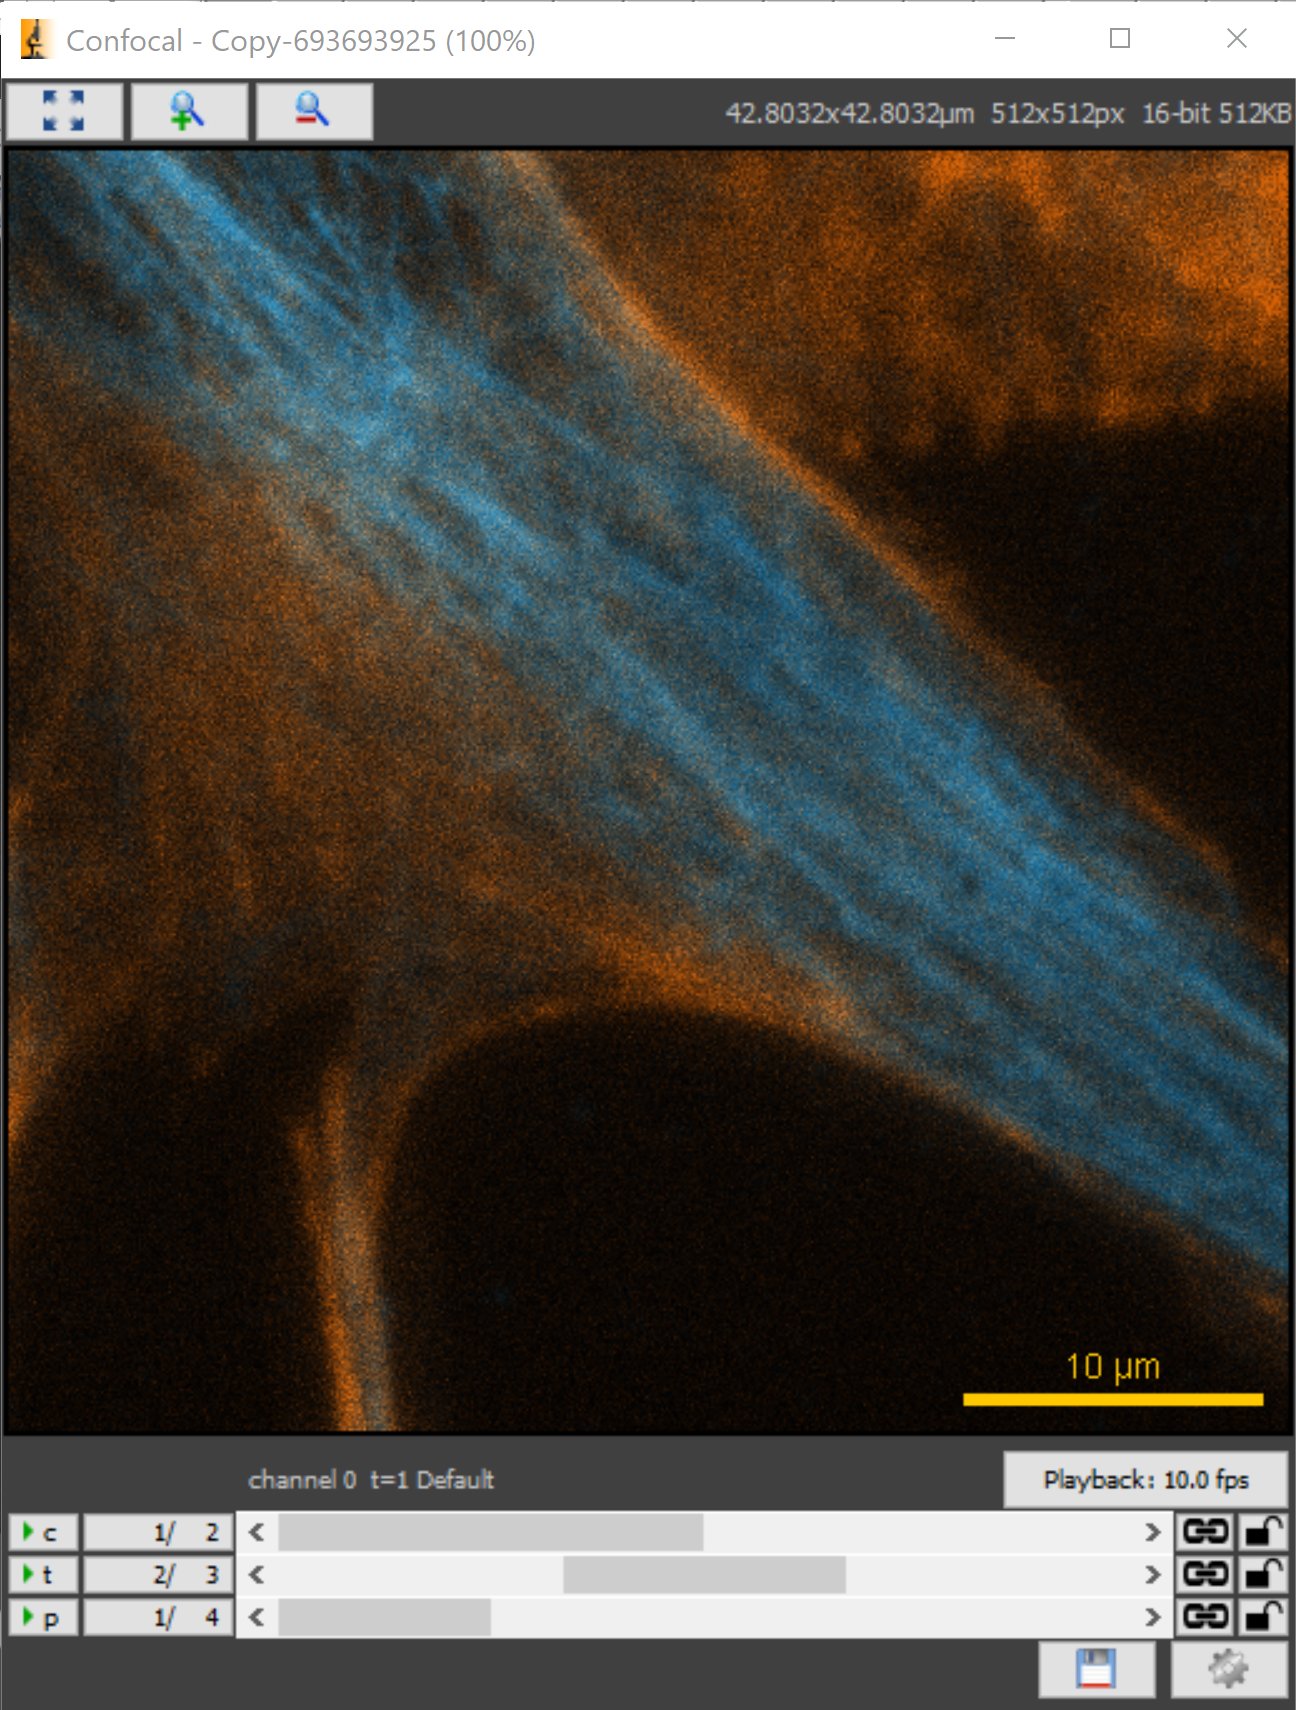 Confocal - Copy-693693925 (100%)
42.8032x42.8032µm 512x512px 16-bit 512KB
10 µm
channel 0 t=1 Default
Playback: 10.0 fps
c 1/ 2
t 2/ 3
p 1/ 4